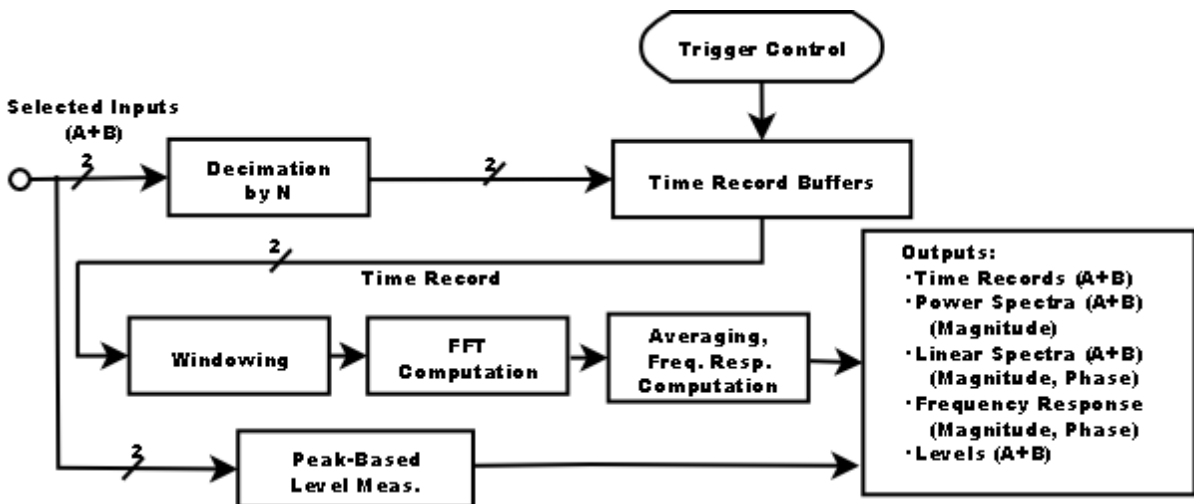 Trigger Control
Selected Inputs
(A+B)
2
Decimation
by N
2
Time Record Buffers
2
Time Record
Windowing
FFT
Computation
Averaging,
Freq. Resp.
Computation
2
Peak-Based
Level Meas.
Outputs:
·Time Records (A+B)
·Power Spectra (A+B)
(Magnitude)
·Linear Spectra (A+B)
(Magnitude, Phase)
·Frequency Response
(Magnitude, Phase)
·Levels (A+B)